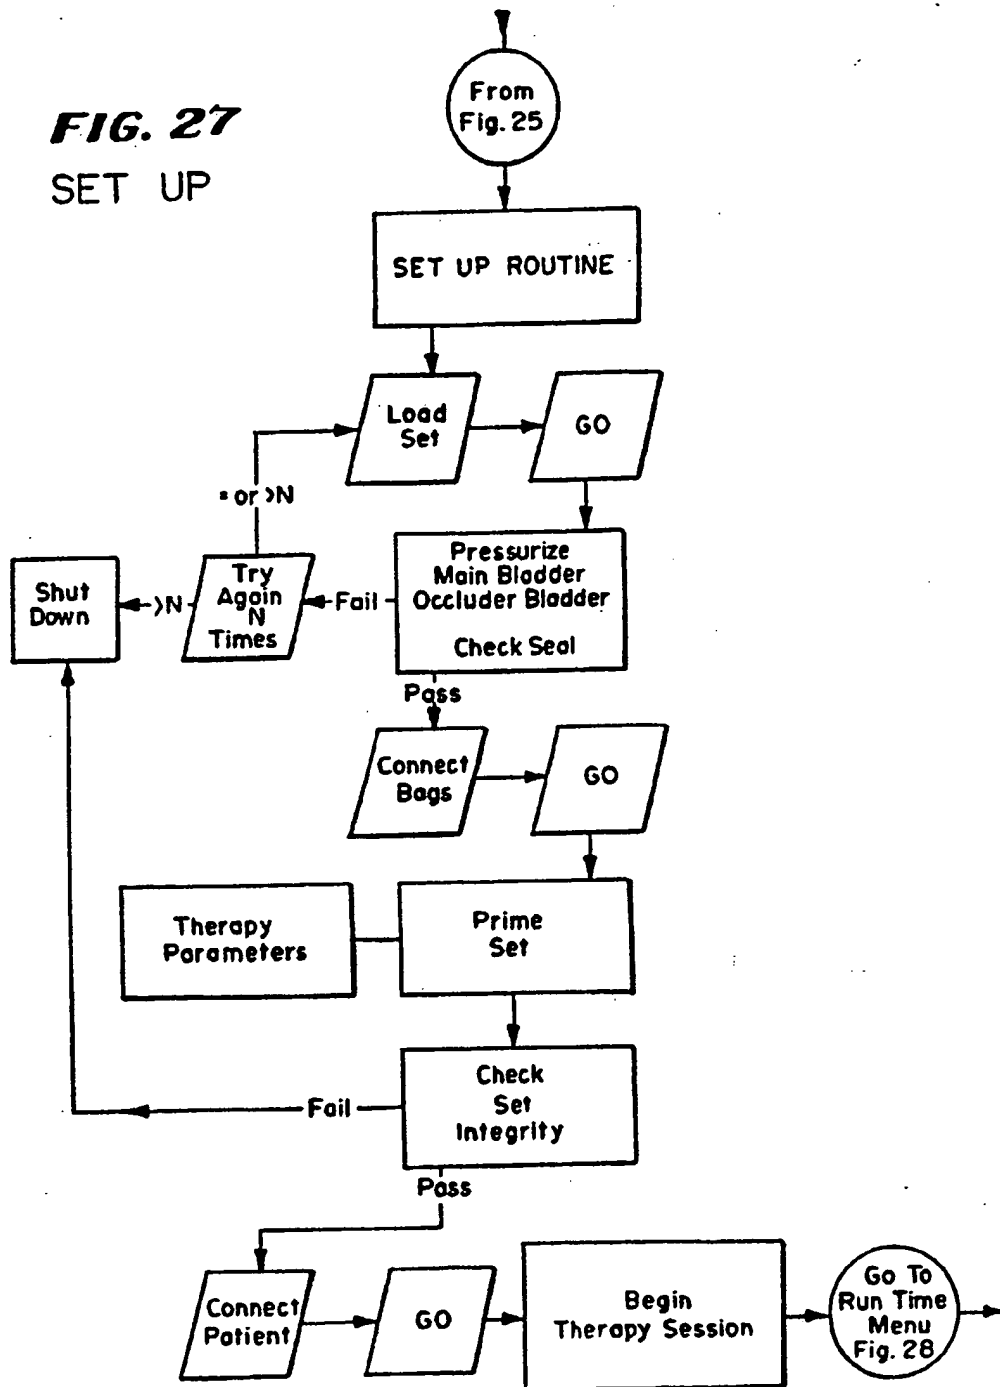 FIG. 27
SET UP
From
Fig. 25
SET UP ROUTINE
Load
Set
GO
= or >N
Pressurize
Main Bladder
Occluder Bladder
Check Seal
Fail
Try
Again
N
Times
>N
Shut
Down
Pass
Connect
Bags
GO
Therapy
Parameters
Prime
Set
Check
Set
Integrity
Fail
Pass
Connect
Patient
GO
Begin
Therapy Session
Go To
Run Time
Menu
Fig. 28